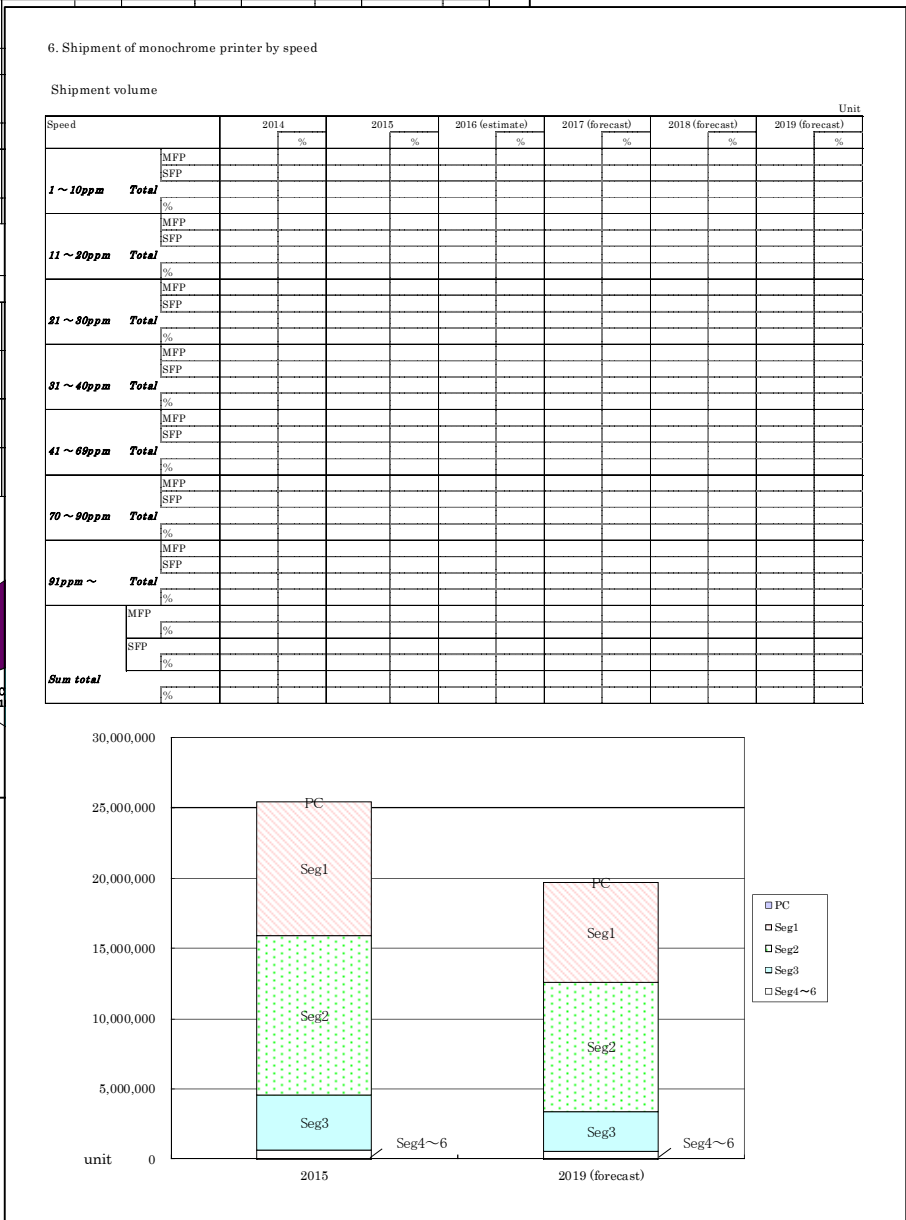 6. Shipment of monochrome printer by speed
Shipment volume
Unit
Speed 2014 2015 2016 (estimate) 2017 (forecast) 2018 (forecast) 2019 (forecast)
% % % % % %
MFP
SFP
1～10ppm Total
%
MFP
SFP
11～20ppm Total
%
MFP
SFP
21～30ppm Total
%
MFP
SFP
31～40ppm Total
%
MFP
SFP
41～69ppm Total
%
MFP
SFP
70～90ppm Total
%
MFP
SFP
91ppm～ Total
%
MFP
%
SFP
%
Sum total
%
30,000,000
25,000,000
20,000,000
15,000,000
10,000,000
5,000,000
unit 0
PC
Seg1
Seg2
Seg3
Seg4～6
PC
Seg1
Seg2
Seg3
Seg4～6
2015 2019 (forecast)
PC
Seg1
Seg2
Seg3
Seg4～6